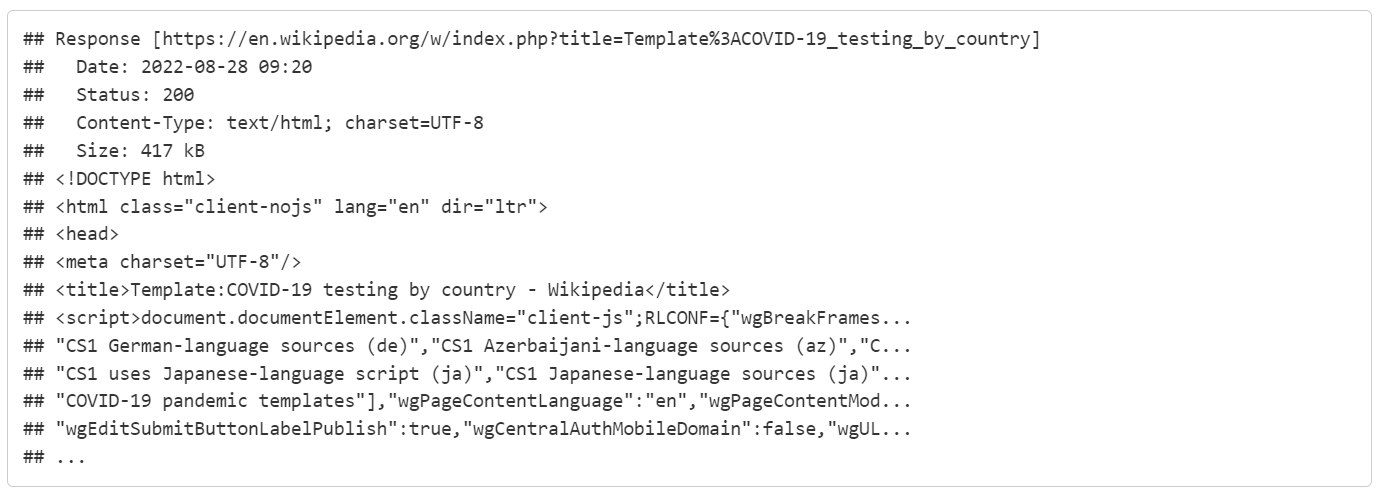 ## Response [https://en.wikipedia.org/w/index.php?title=Template%3ACOVID-19_testing_by_country]
##   Date: 2022-08-28 09:20
##   Status: 200
##   Content-Type: text/html; charset=UTF-8
##   Size: 417 kB
## <!DOCTYPE html>
## <html class="client-nojs" lang="en" dir="ltr">
## <head>
## <meta charset="UTF-8"/>
## <title>Template:COVID-19 testing by country - Wikipedia</title>
## <script>document.documentElement.className="client-js";RLCONF={"wgBreakFrames...
## "CS1 German-language sources (de)","CS1 Azerbaijani-language sources (az)","C...
## "CS1 uses Japanese-language script (ja)","CS1 Japanese-language sources (ja)"...
## "COVID-19 pandemic templates"],"wgPageContentLanguage":"en","wgPageContentMod...
## "wgEditSubmitButtonLabelPublish":true,"wgCentralAuthMobileDomain":false,"wgUL...
## ...